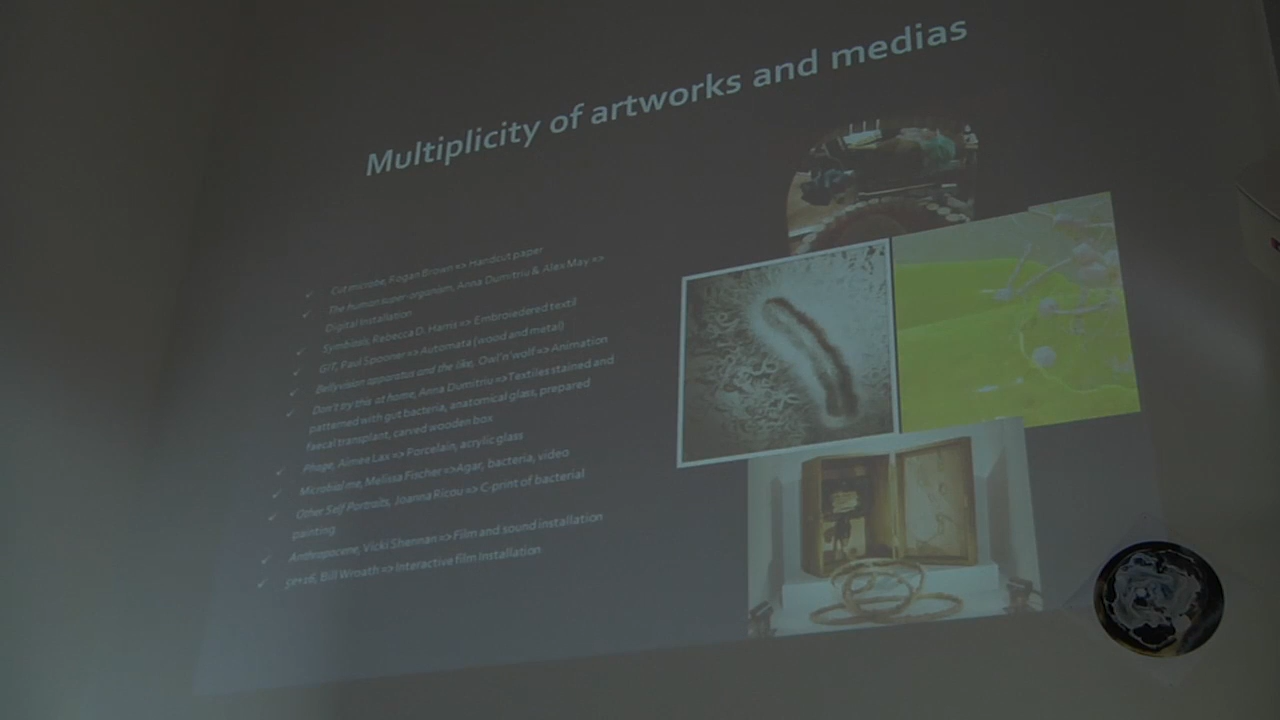 Multiplicity of artworks and medias
Cut microbe, Rogan Brown => Handcut paper
The human super-organism, Anna Dumitriu & Alex May =>
Digital Installation
Symbiosis, Rebecca D. Harris => Embroiedered textil
GIT, Paul Spooner => Automata (wood and metal)
Bellyvision apparatus and the like, Owl'n'wolf => Animation
Don't try this at home, Anna Dumitriu => Textiles stained and
patterned with gut bacteria, anatomical glass, prepared
faecal transplant, carved wooden box
Phage, Aimee Lax => Porcelain, acrylic glass
Microbial me, Melissa Fischer => Agar, bacteria, video
Other Self Portraits, Joanna Ricou => C-print of bacterial
painting
Anthropocene, Vicki Shennan => Film and sound installation
Bill Wroath => Interactive film Installation